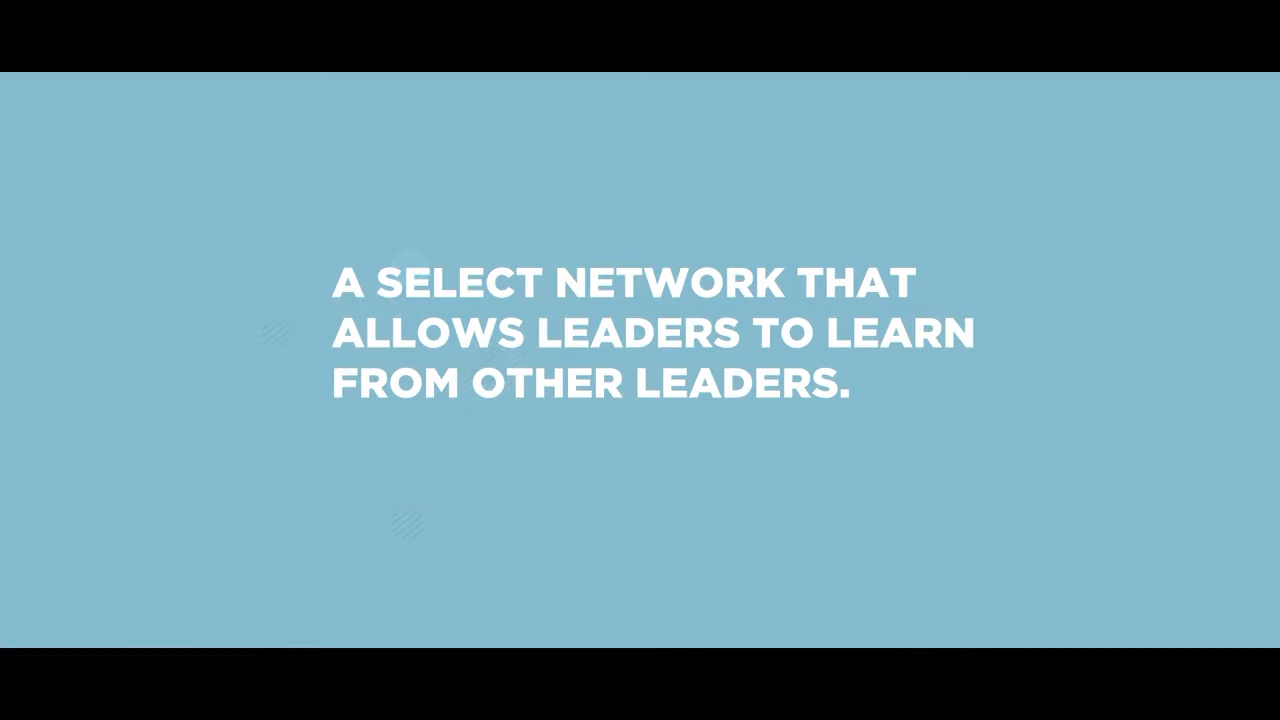 A SELECT NETWORK THAT
ALLOWS LEADERS TO LEARN
FROM OTHER LEADERS.